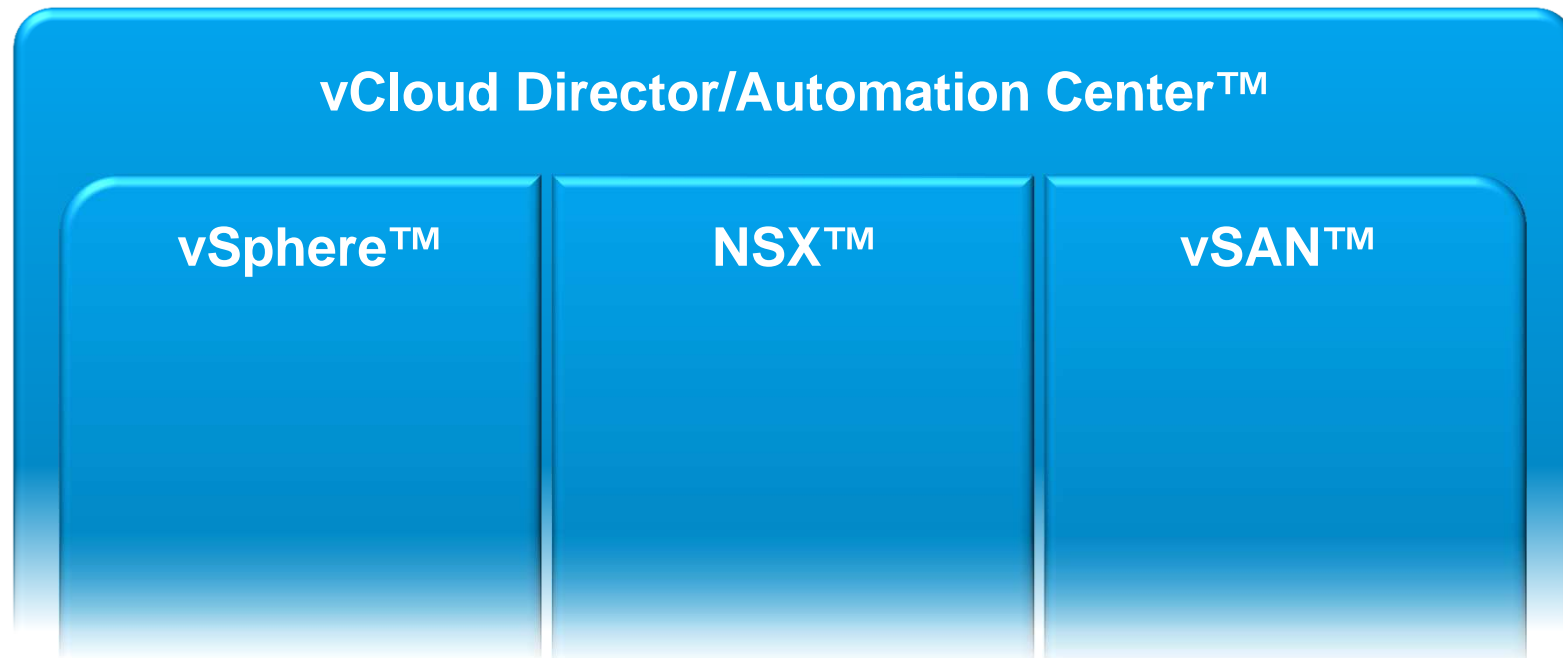 vCloud Director/Automation Center™
vSphere™
NSX™
vSAN™